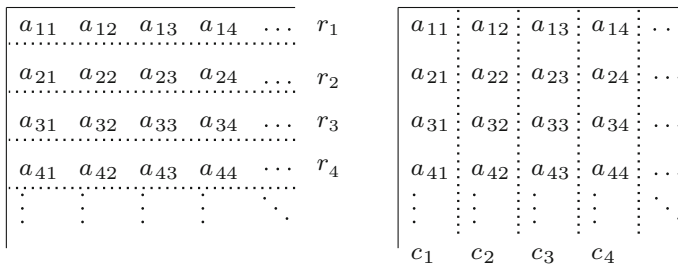 a11 a12 a13 a14 ... r1
a21 a22 a23 a24 ... r2
a31 a32 a33 a34 ... r3
a41 a42 a43 a44 ... r4
⋮ ⋮ ⋮ ⋮ ⋱
a11 a12 a13 a14 ..
a21 a22 a23 a24 ..
a31 a32 a33 a34 ..
a41 a42 a43 a44 ..
⋮ ⋮ ⋮ ⋮ ⋱
c1 c2 c3 c4